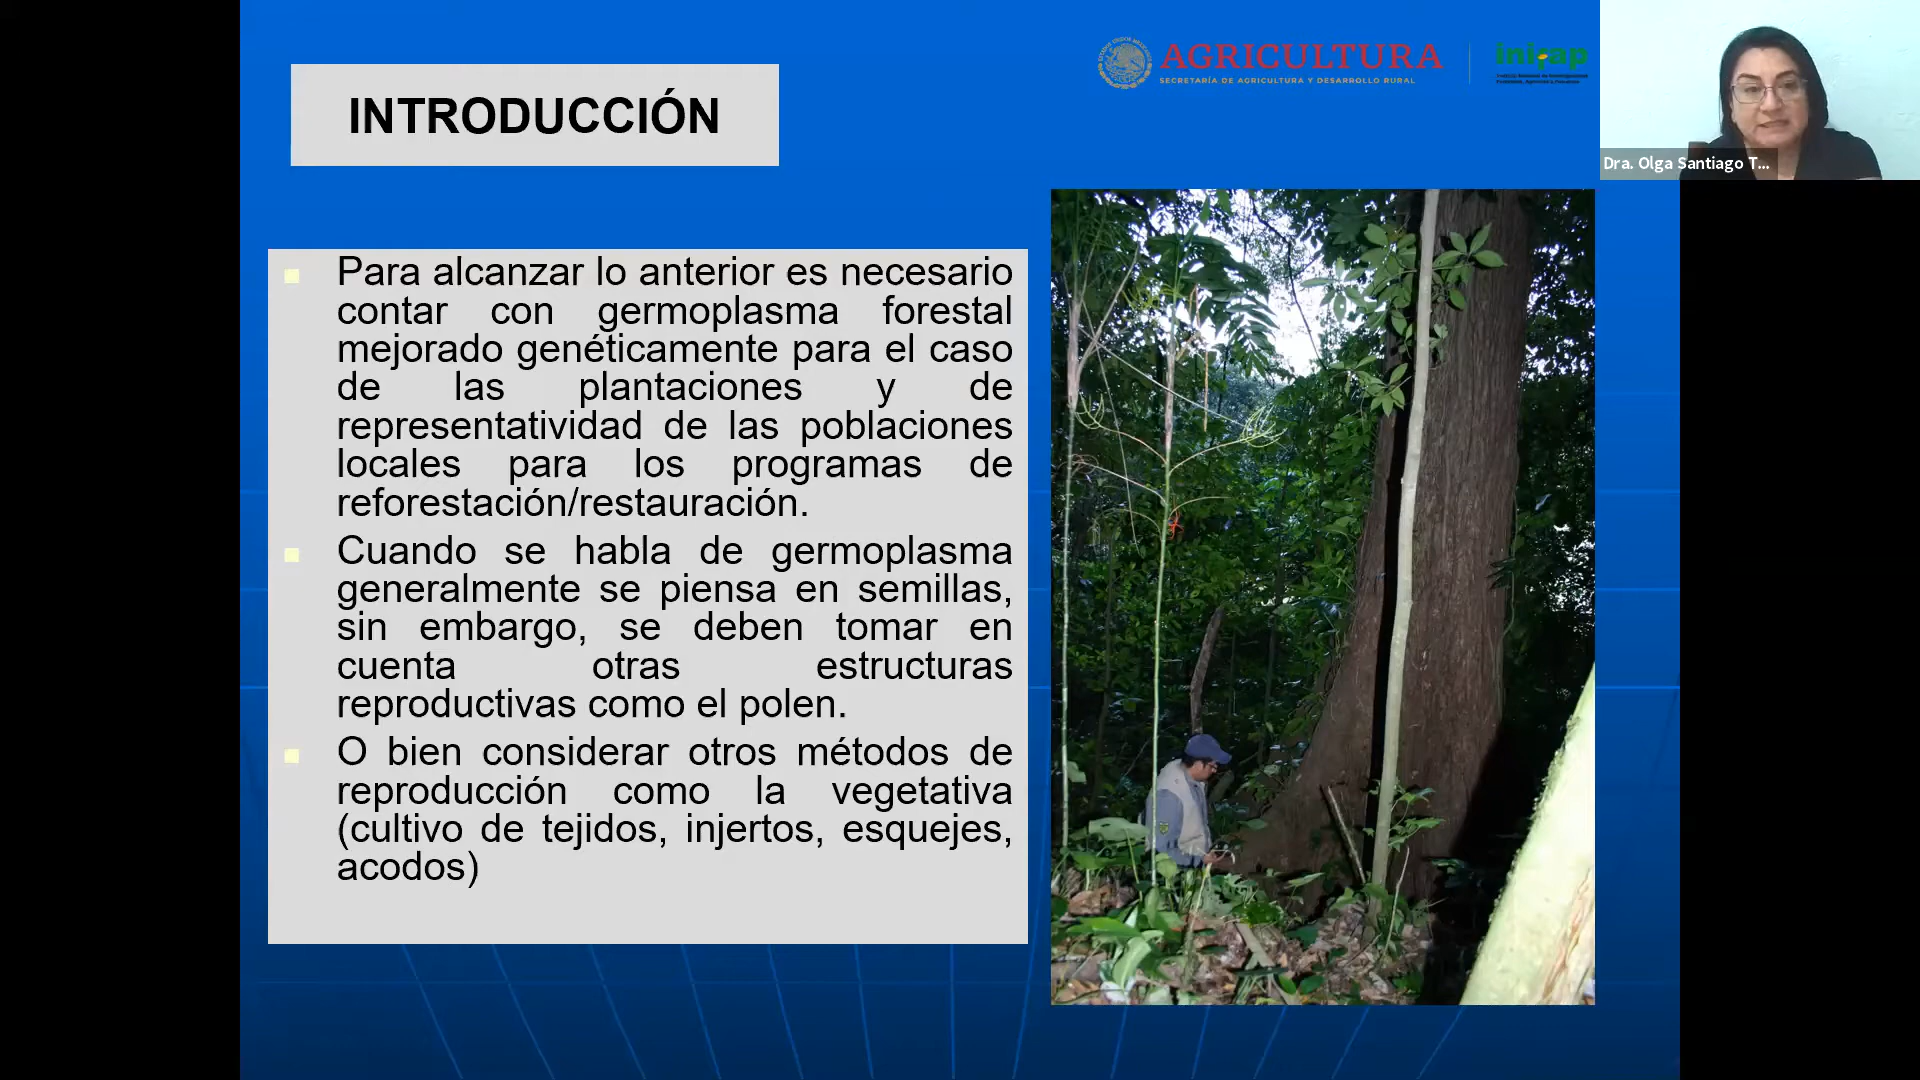 INTRODUCCIÓN
AGRICULTURA
SECRETARÍA DE AGRICULTURA Y DESARROLLO RURAL
inifap
Dra. Olga Santiago T...
Para alcanzar lo anterior es necesario
contar con germoplasma forestal
mejorado genéticamente para el caso
de las plantaciones y de
representatividad de las poblaciones
locales para los programas de
reforestación/restauración.
Cuando se habla de germoplasma
generalmente se piensa en semillas,
sin embargo, se deben tomar en
cuenta otras estructuras
reproductivas como el polen.
O bien considerar otros métodos de
reproducción como la vegetativa
(cultivo de tejidos, injertos, esquejes,
acodos)